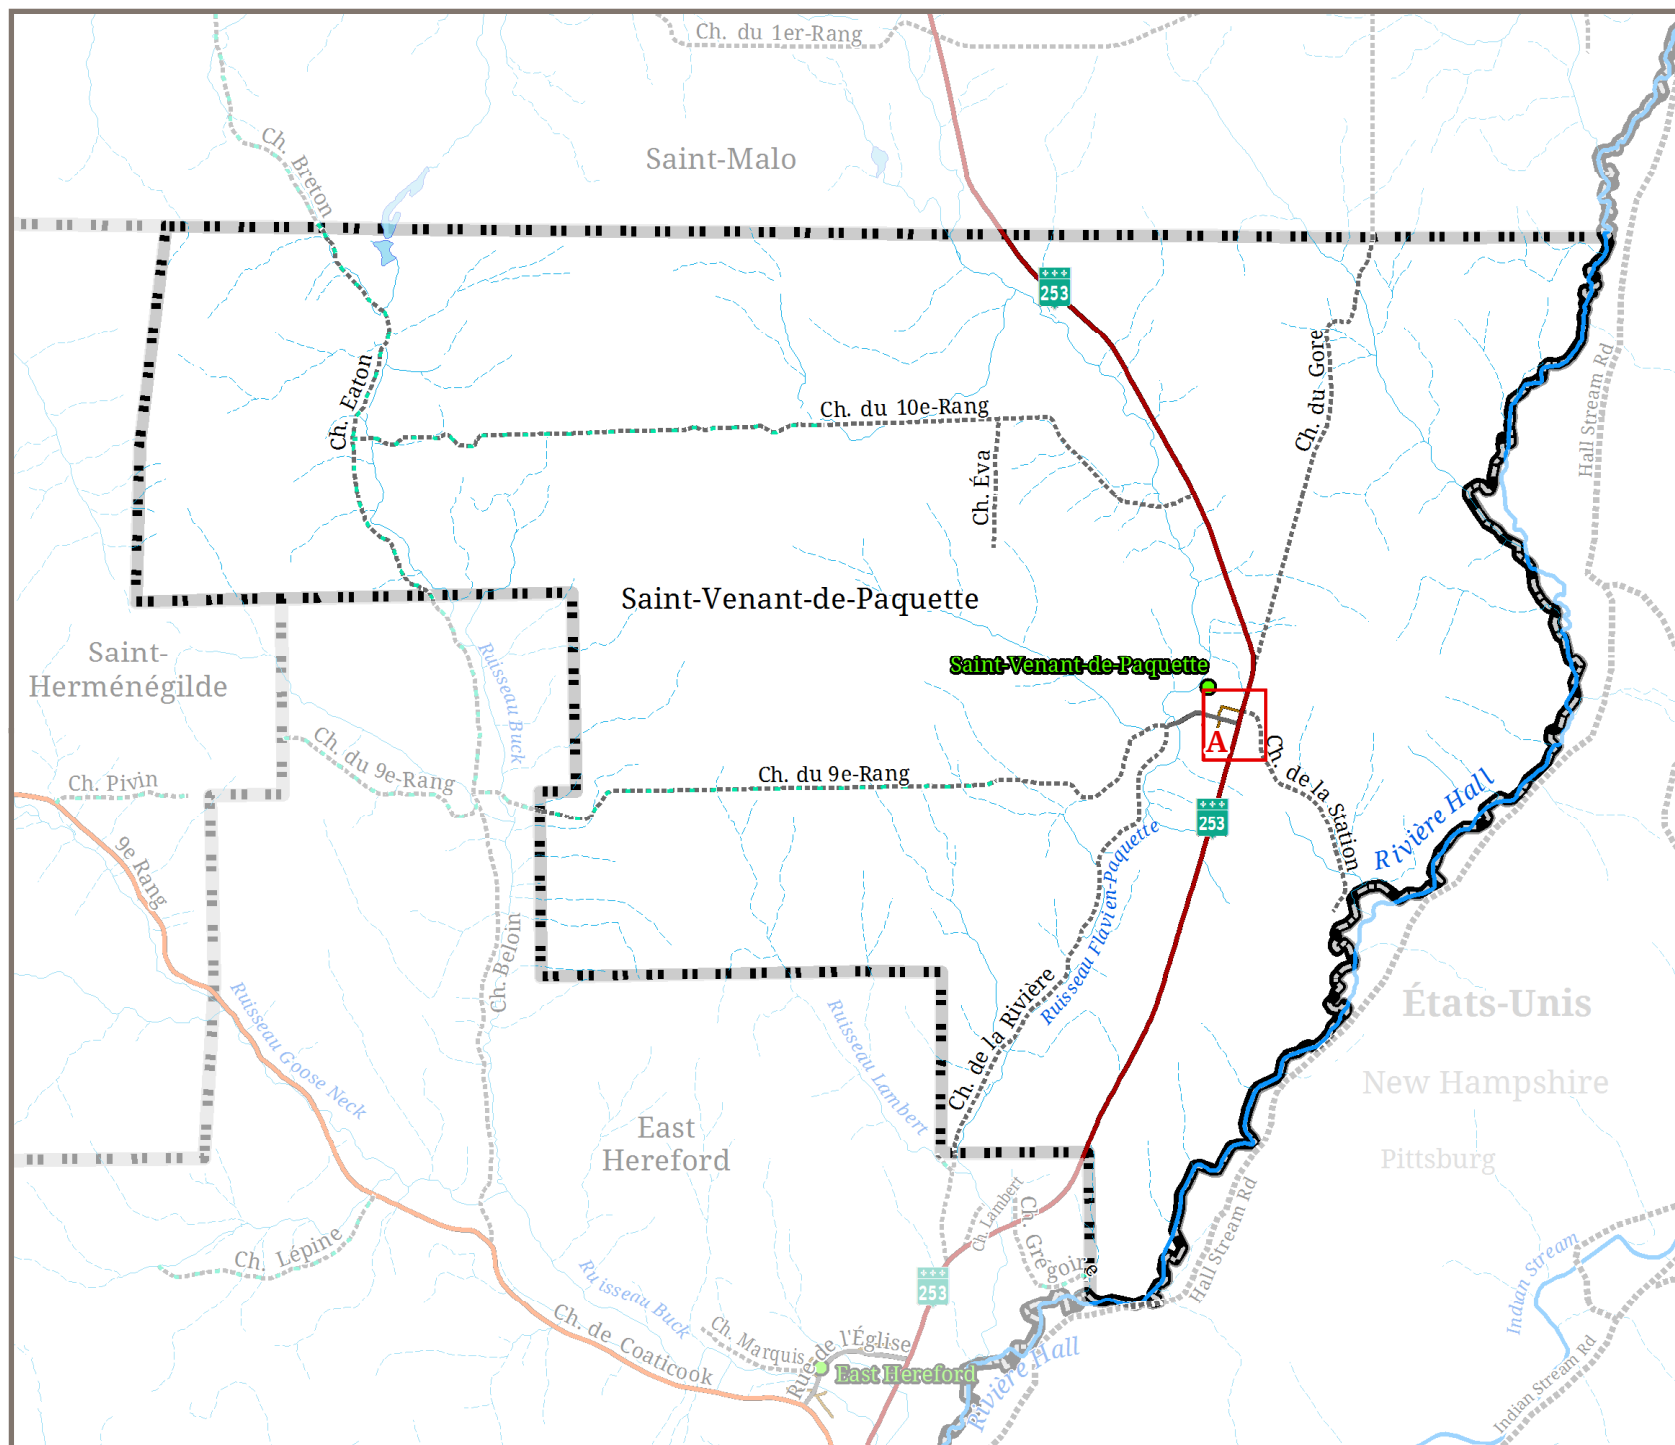 Ch. du 1er-Rang
Ch. Breton
Saint-Malo
253
Ch. du Gore
Hall Stream Rd
Ch. Eaton
Ch. du 10e-Rang
Ch. Éva
Saint-Venant-de-Paquette
Saint-
Herménégilde
Ruisseau Buck
Saint-Venant-de-Paquette
A
Ch. du 9e-Rang
Ch. Pivin
Ch. du 9e-Rang
Ch. de la Station
Rivière Hall
253
9e Rang
Ruisseau Flavien-Paquette
Ch. Beloin
Ch. de la Rivière
Ruisseau Goose Neck
Ruisseau Lambert
États-Unis
New Hampshire
Pittsburg
East
Hereford
Ch. Lambert
Ch. Grégoire
Hall Stream Rd
Ch. Lépine
Ruisseau Buck
253
Indian Stream
Ch. de Coaticook
Ch. Marquis
Rue de l'Église
East Hereford
Rivière Hall
Indian Stream Rd